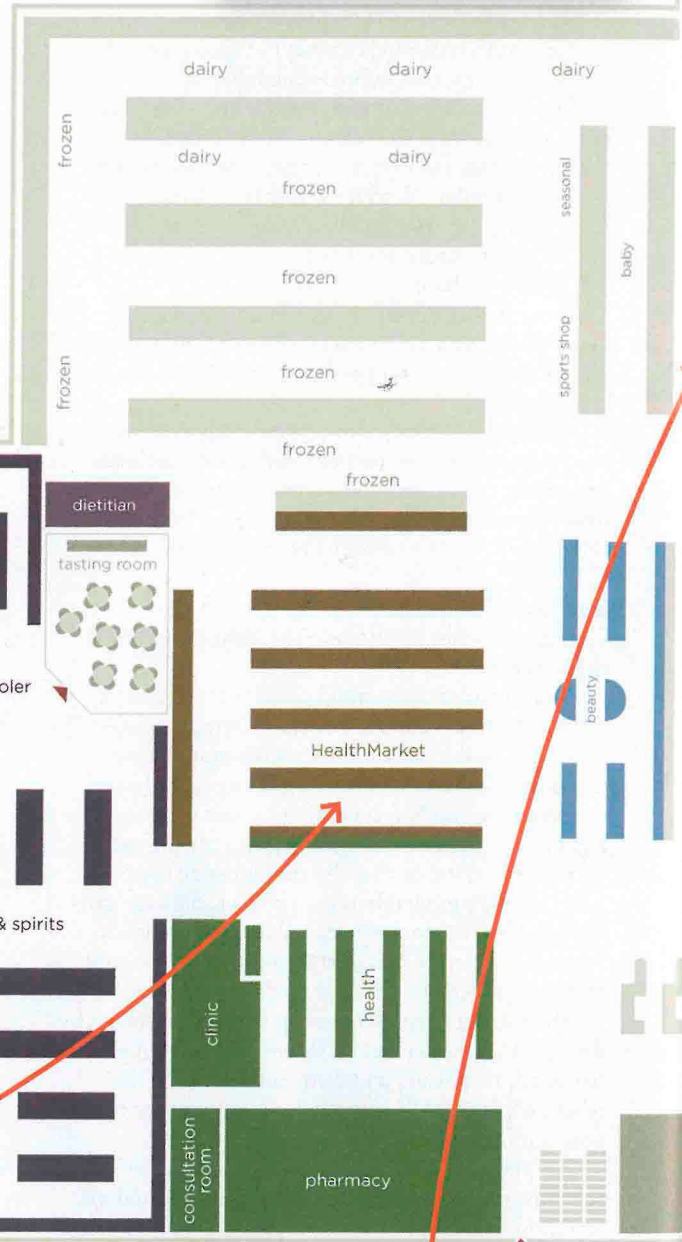 dairy
dairy
dairy
frozen
dairy
dairy
frozen
seasonal
baby
frozen
sports shop
frozen
frozen
frozen
frozen
dietitian
tasting room
oler
beauty
HealthMarket
& spirits
clinic
health
consultation
room
pharmacy